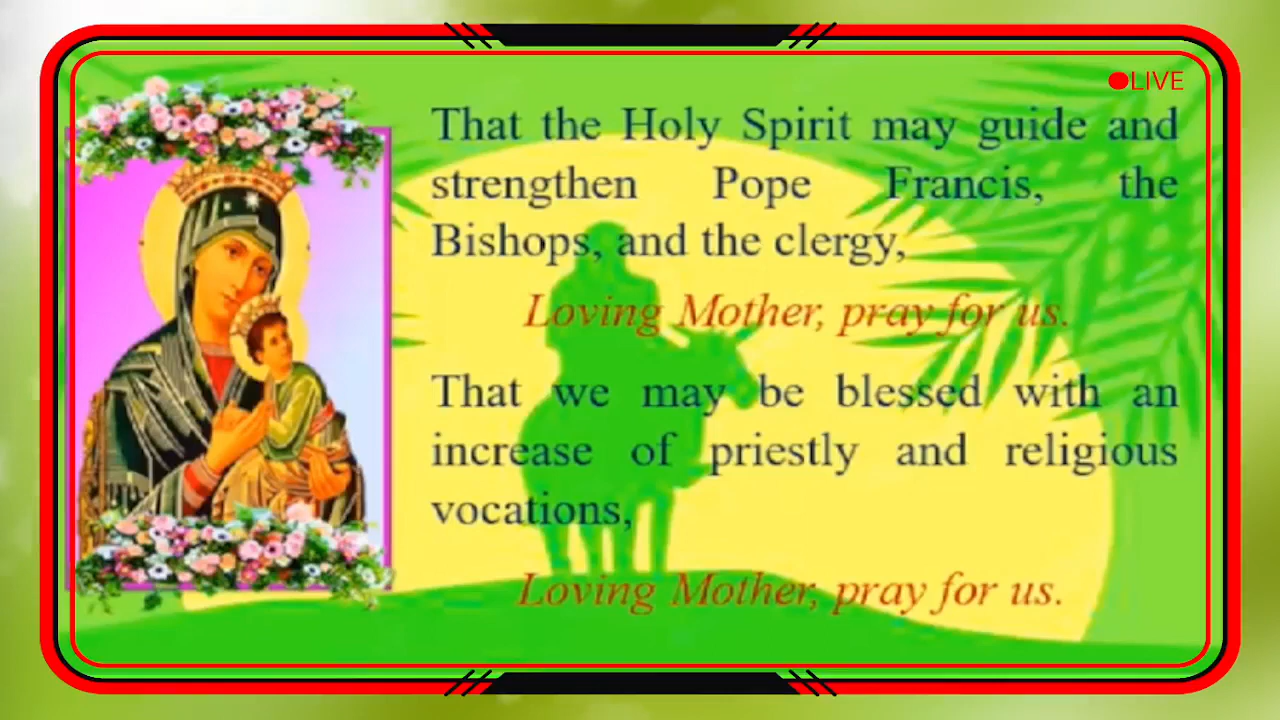 LIVE
That the Holy Spirit may guide and
strengthen Pope Francis, the
Bishops, and the clergy,
Loving Mother, pray for us.
That we may be blessed with an
increase of priestly and religious
vocations,
Loving Mother, pray for us.